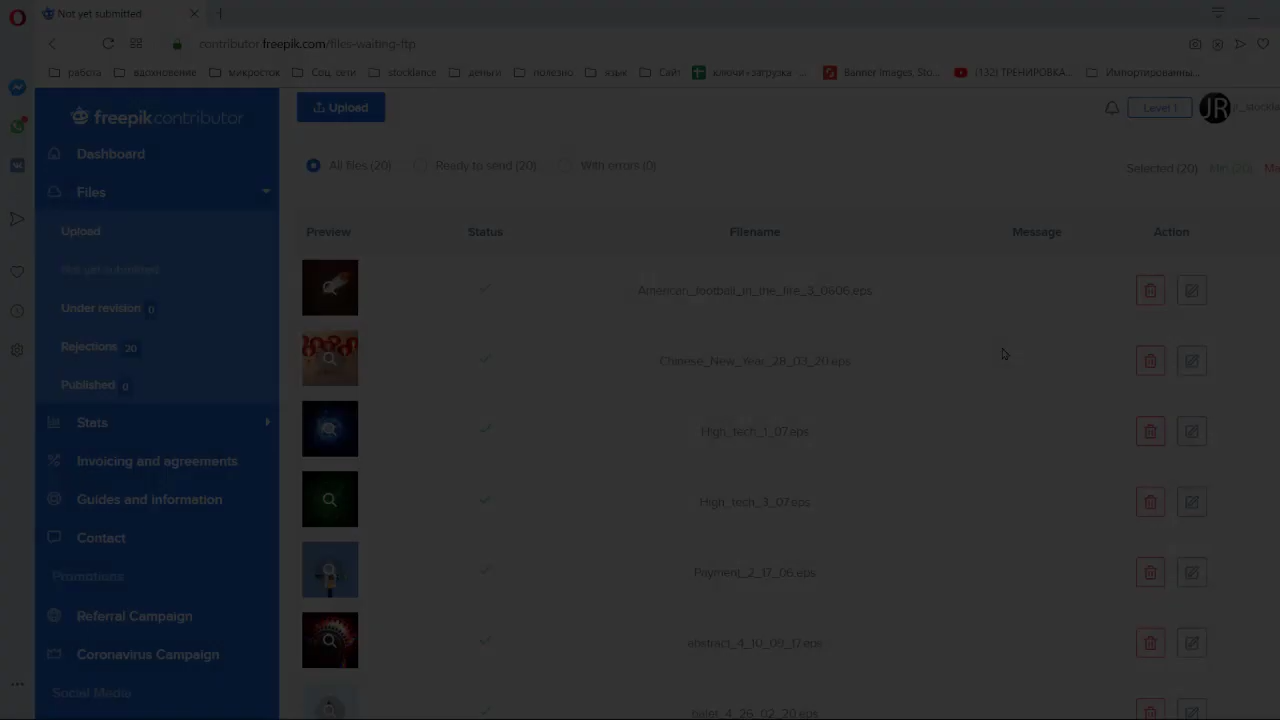 Not yet submitted
contributor.freepik.com/files-waiting-ftp
работа вдохновение микросток Соц. сети stocklance деньги полезно язык Сайт ключи+загрузка Banner Images, Sto... (132) ТРЕНИРОВКА... Импортированны...
freepik contributor
Upload
Level 1
JR
Dashboard
All files (20) Ready to send (20) With errors (0)
Selected (20)
Files
Upload
Preview Status Filename Message Action
Not yet submitted
American_football_in_the_fire_3_0806.eps
Under revision 0
Rejections 20
Chinese_New_Year_28_03_20.eps
Published 0
Stats
High_tech_1_07.eps
Invoicing and agreements
Guides and information
High_tech_3_07.eps
Contact
Promotions
Payment_2_17_06.eps
Referral Campaign
abstract_4_10_09_17.eps
Coronavirus Campaign
Social Media